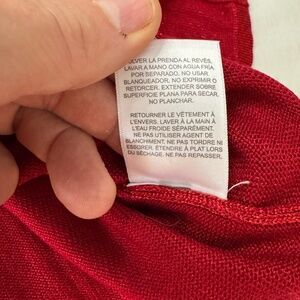 OLVER LA PRENDA AL REVÉS,
LAVAR A MANO CON AGUA FRÍA
POR SEPARADO, NO USAR
BLANQUEADOR, NO EXPRIMIR O
RETORCER. EXTENDER SOBRE
SUPERFICIE PLANA PARA SECAR,
NO PLANCHAR.
RETOURNER LE VÊTEMENT À
L'ENVERS. LAVER À LA MAIN À
L'EAU FROIDE SÉPARÉMENT.
NE PAS UTILISER AGENT DE
BLANCHIMENT, NE PAS TORDRE NI
ESSORER, ÉTENDRE À PLAT LORS
DU SÉCHAGE. NE PAS REPASSER.